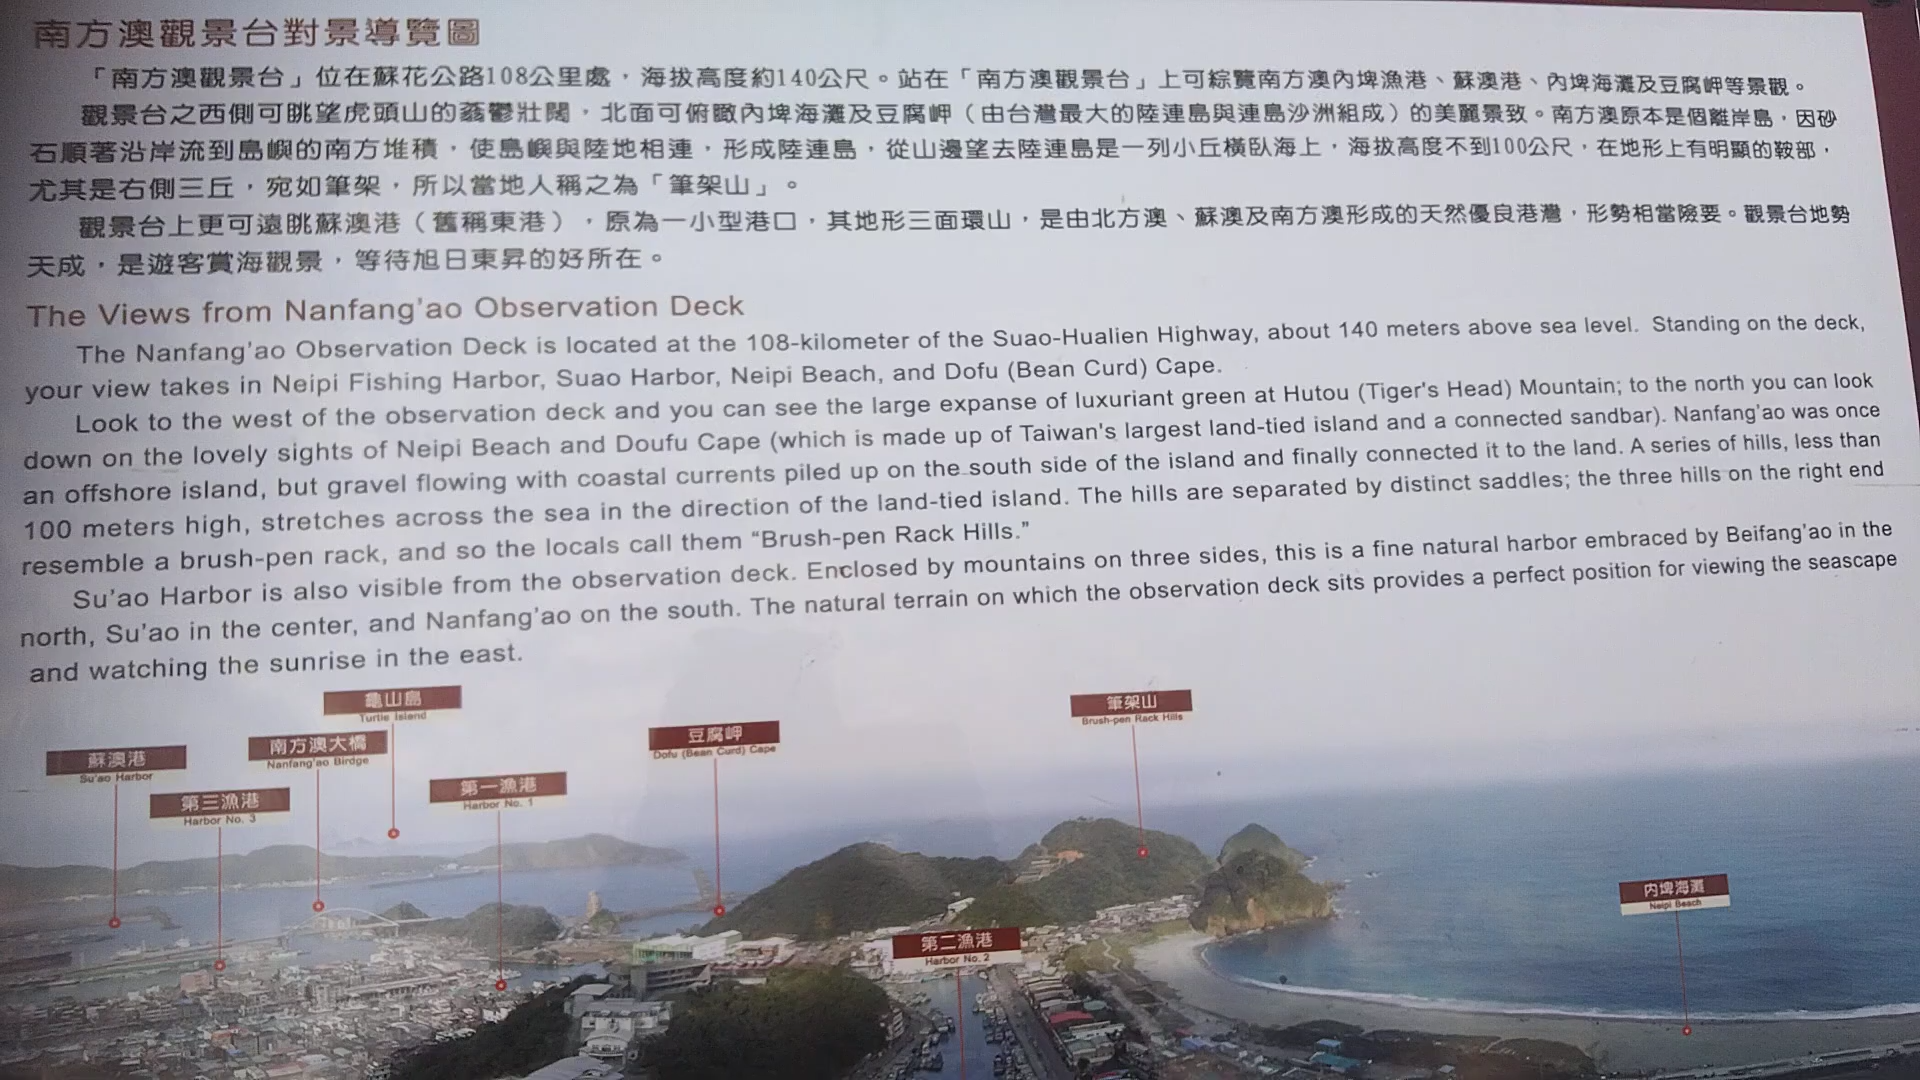 南方澳觀景台對景導覽圖
「南方澳觀景台」位在蘇花公路108公里處，海拔高度約140公尺。站在「南方澳觀景台」上可綜覽南方澳內埤漁港、蘇澳港、內埤海灘及豆腐岬等景觀。
觀景台之西側可眺望虎頭山的蓊鬱壯闊，北面可俯瞰內埤海灘及豆腐岬（由台灣最大的陸連島與連島沙洲組成）的美麗景致。南方澳原本是個離岸島，因砂
石順著沿岸流到島嶼的南方堆積，使島嶼與陸地相連，形成陸連島，從山邊望去陸連島是一列小丘橫臥海上，海拔高度不到100公尺，在地形上有明顯的鞍部，
尤其是右側三丘，宛如筆架，所以當地人稱之為「筆架山」。
觀景台上更可遠眺蘇澳港（舊稱東港），原為一小型港口，其地形三面環山，是由北方澳、蘇澳及南方澳形成的天然優良港灣，形勢相當險要。觀景台地勢
天成，是遊客賞海觀景，等待旭日東昇的好所在。
The Views from Nanfang'ao Observation Deck
The Nanfang'ao Observation Deck is located at the 108-kilometer of the Suao-Hualien Highway, about 140 meters above sea level. Standing on the deck,
your view takes in Neipi Fishing Harbor, Suao Harbor, Neipi Beach, and Dofu (Bean Curd) Cape.
Look to the west of the observation deck and you can see the large expanse of luxuriant green at Hutou (Tiger's Head) Mountain; to the north you can look
down on the lovely sights of Neipi Beach and Doufu Cape (which is made up of Taiwan's largest land-tied island and a connected sandbar). Nanfang'ao was once
an offshore island, but gravel flowing with coastal currents piled up on the south side of the island and finally connected it to the land. A series of hills, less than
100 meters high, stretches across the sea in the direction of the land-tied island. The hills are separated by distinct saddles; the three hills on the right end
resemble a brush-pen rack, and so the locals call them “Brush-pen Rack Hills.”
Su'ao Harbor is also visible from the observation deck. Enclosed by mountains on three sides, this is a fine natural harbor embraced by Beifang'ao in the
north, Su'ao in the center, and Nanfang'ao on the south. The natural terrain on which the observation deck sits provides a perfect position for viewing the seascape
and watching the sunrise in the east.
龜山島
Turtle Island
筆架山
Brush-pen Rack Hills
豆腐岬
Dofu (Bean Curd) Cape
南方澳大橋
Nanfang'ao Birdge
蘇澳港
Su'ao Harbor
第一漁港
Harbor No. 1
第三漁港
Harbor No. 3
內埤海灘
Neipi Beach
第二漁港
Harbor No. 2